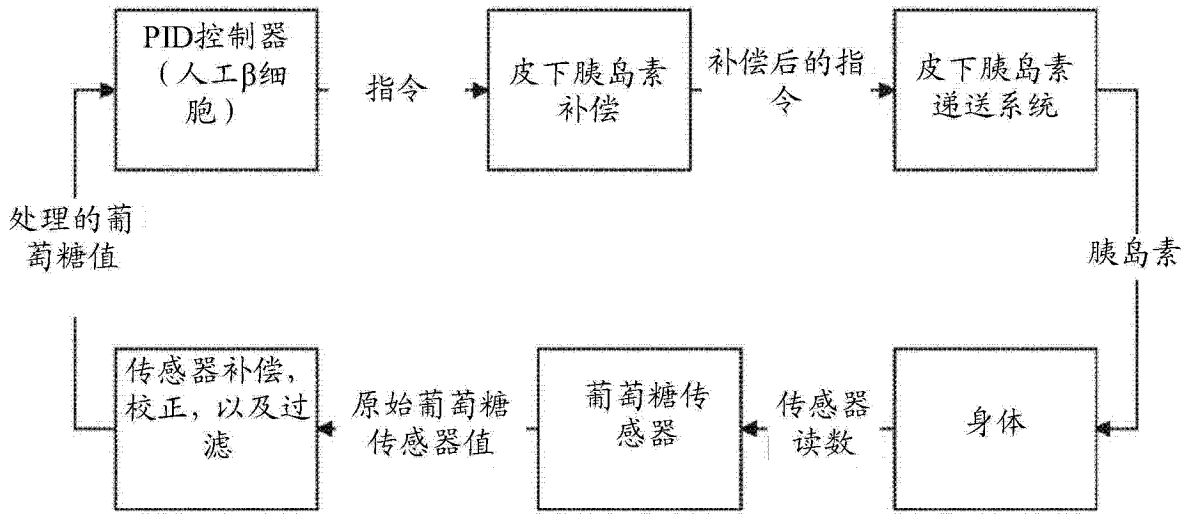 PID控制器
（人工β细
胞）
指令
皮下胰岛素
补偿
补偿后的指
令
皮下胰岛素
递送系统
胰岛素
身体
传感器
读数
葡萄糖传
感器
原始葡萄糖
传感器值
传感器补偿，
校正，以及过
滤
处理的葡
萄糖值